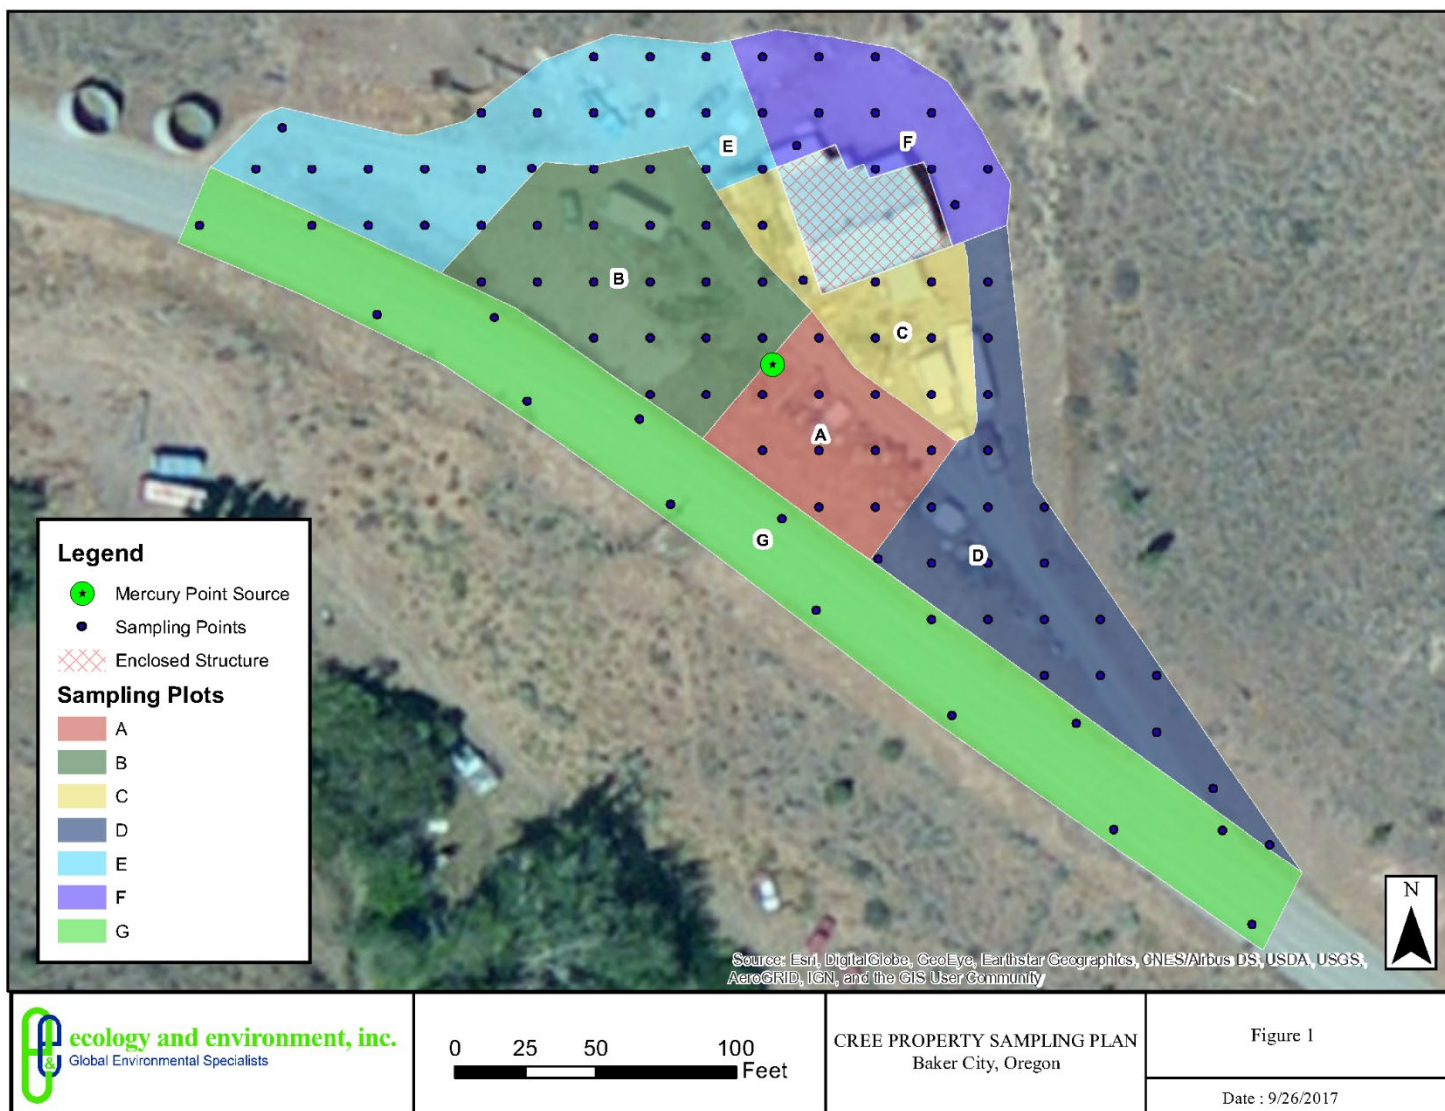 E
F
B
C
A
G
D
Legend
Mercury Point Source
Sampling Points
Enclosed Structure
Sampling Plots
A
B
C
D
E
F
G
N
Source: Esri, DigitalGlobe, GeoEye, Earthstar Geographics, CNES/Airbus DS, USDA, USGS,
AeroGRID, IGN, and the GIS User Community
e&e
ecology and environment, inc.
Global Environmental Specialists
0 25 50 100
Feet
CREE PROPERTY SAMPLING PLAN
Baker City, Oregon
Figure 1
Date : 9/26/2017